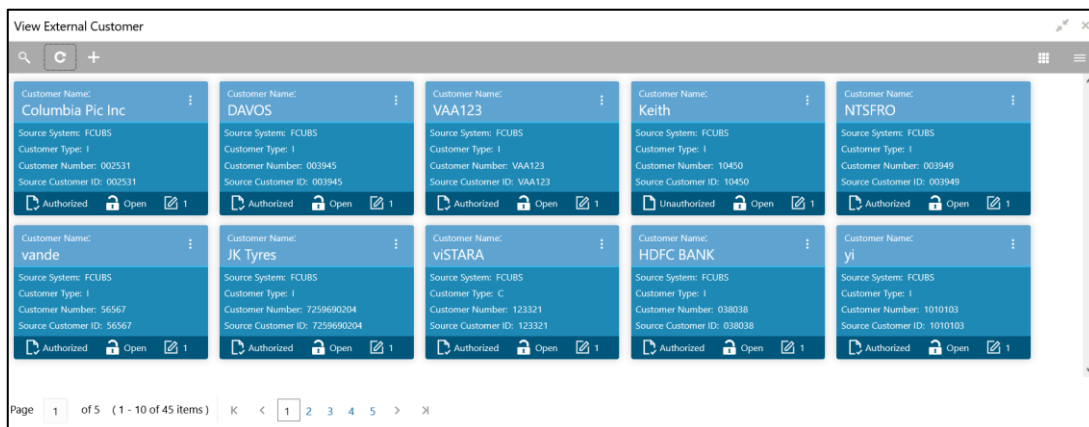 View External Customer
Customer Name: Customer Name: Customer Name: Customer Name: Customer Name:
Columbia Pic Inc DAVOS VAA123 Keith NTSFRO
Source System: FCUBS Source System: FCUBS Source System: FCUBS Source System: FCUBS Source System: FCUBS
Customer Type: I Customer Type: I Customer Type: I Customer Type: I Customer Type: I
Customer Number: 002531 Customer Number: 003945 Customer Number: VAA123 Customer Number: 10450 Customer Number: 003949
Source Customer ID: 002531 Source Customer ID: 003945 Source Customer ID: VAA123 Source Customer ID: 10450 Source Customer ID: 003949
Authorized Open 1 Authorized Open 1 Authorized Open 1 Unauthorized Open 1 Authorized Open 1
Customer Name: Customer Name: Customer Name: Customer Name: Customer Name:
vande JK Tyres viSTARA HDFC BANK yi
Source System: FCUBS Source System: FCUBS Source System: FCUBS Source System: FCUBS Source System: FCUBS
Customer Type: I Customer Type: I Customer Type: C Customer Type: I Customer Type: I
Customer Number: 56567 Customer Number: 7259690204 Customer Number: 123321 Customer Number: 038038 Customer Number: 1010103
Source Customer ID: 56567 Source Customer ID: 7259690204 Source Customer ID: 123321 Source Customer ID: 038038 Source Customer ID: 1010103
Authorized Open 1 Authorized Open 1 Authorized Open 1 Authorized Open 1 Authorized Open 1
Page 1 of 5 ( 1 - 10 of 45 items ) 1 2 3 4 5